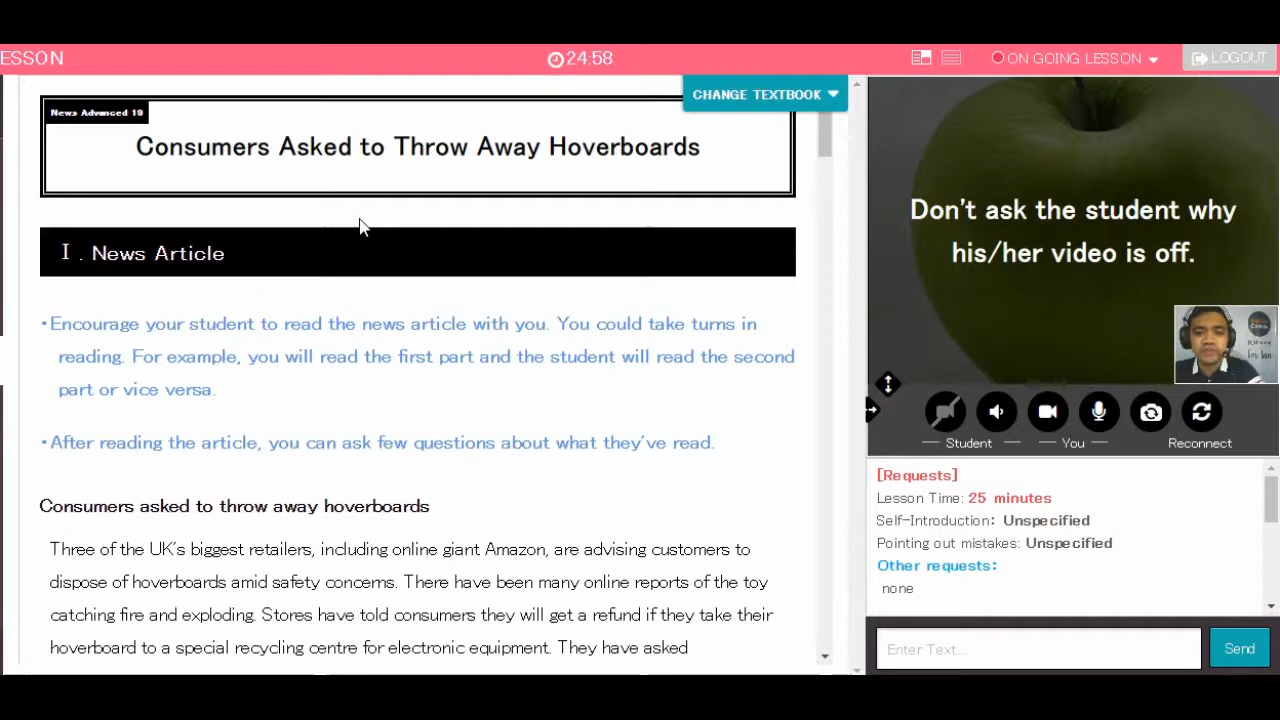 ESSON
24:58
ON GOING LESSON
LOGOUT
CHANGE TEXTBOOK
News Advanced 19
Consumers Asked to Throw Away Hoverboards
Ⅰ. News Article
・Encourage your student to read the news article with you. You could take turns in
reading. For example, you will read the first part and the student will read the second
part or vice versa.
・After reading the article, you can ask few questions about what they've read.
Consumers asked to throw away hoverboards
Three of the UK's biggest retailers, including online giant Amazon, are advising customers to
dispose of hoverboards amid safety concerns. There have been many online reports of the toy
catching fire and exploding. Stores have told consumers they will get a refund if they take their
hoverboard to a special recycling centre for electronic equipment. They have asked
Don't ask the student why
his/her video is off.
Student
You
Reconnect
[Requests]
Lesson Time: 25 minutes
Self-Introduction: Unspecified
Pointing out mistakes: Unspecified
Other requests:
none
Enter Text...
Send